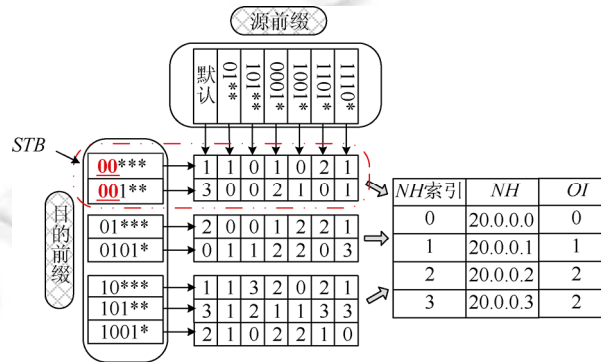 源前缀
默认 01** 101** 0001* 1001* 1101* 1110*
STB
目的前缀
00*** 1 1 0 1 0 2 1
001** 3 0 0 2 1 0 1
01*** 2 0 0 1 2 2 1
0101* 0 1 1 2 2 0 3
10*** 1 1 3 2 0 2 1
101** 3 1 2 1 1 3 3
1001* 2 1 0 2 2 1 0
NH索引 NH OI
0 20.0.0.0 0
1 20.0.0.1 1
2 20.0.0.2 2
3 20.0.0.3 2